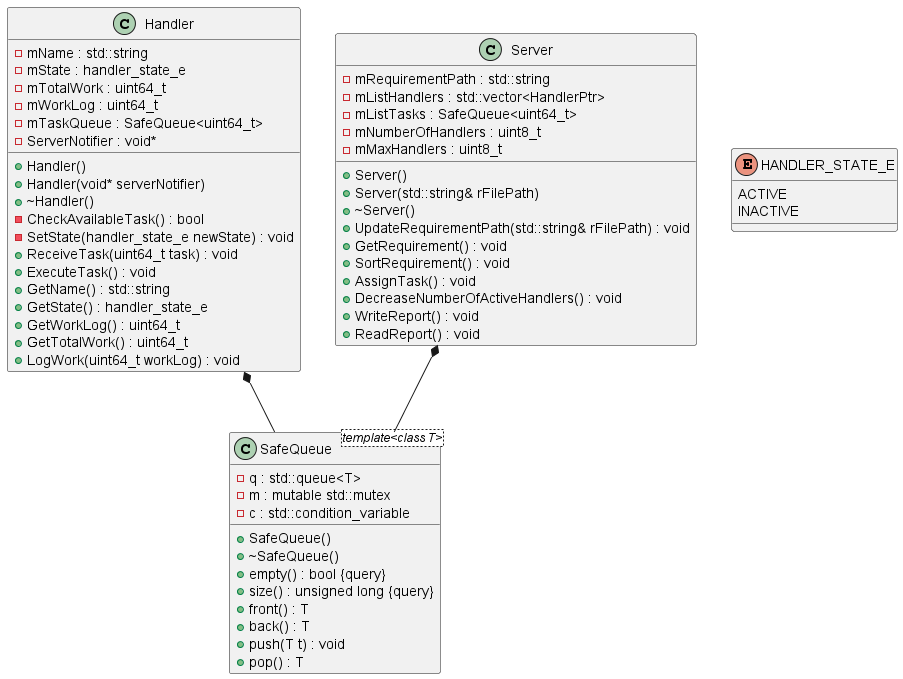 C Handler
mName : std::string
mState : handler_state_e
mTotalWork : uint64_t
mWorkLog : uint64_t
mTaskQueue : SafeQueue<uint64_t>
ServerNotifier : void*
Handler()
Handler(void* serverNotifier)
~Handler()
CheckAvailableTask() : bool
SetState(handler_state_e newState) : void
ReceiveTask(uint64_t task) : void
ExecuteTask() : void
GetName() : std::string
GetState() : handler_state_e
GetWorkLog() : uint64_t
GetTotalWork() : uint64_t
LogWork(uint64_t workLog) : void
C Server
mRequirementPath : std::string
mListHandlers : std::vector<HandlerPtr>
mListTasks : SafeQueue<uint64_t>
mNumberOfHandlers : uint8_t
mMaxHandlers : uint8_t
Server()
Server(std::string& rFilePath)
~Server()
UpdateRequirementPath(std::string& rFilePath) : void
GetRequirement() : void
SortRequirement() : void
AssignTask() : void
DecreaseNumberOfActiveHandlers() : void
WriteReport() : void
ReadReport() : void
E HANDLER_STATE_E
ACTIVE
INACTIVE
template<class T>
C SafeQueue
q : std::queue<T>
m : mutable std::mutex
c : std::condition_variable
SafeQueue()
~SafeQueue()
empty() : bool {query}
size() : unsigned long {query}
front() : T
back() : T
push(T t) : void
pop() : T